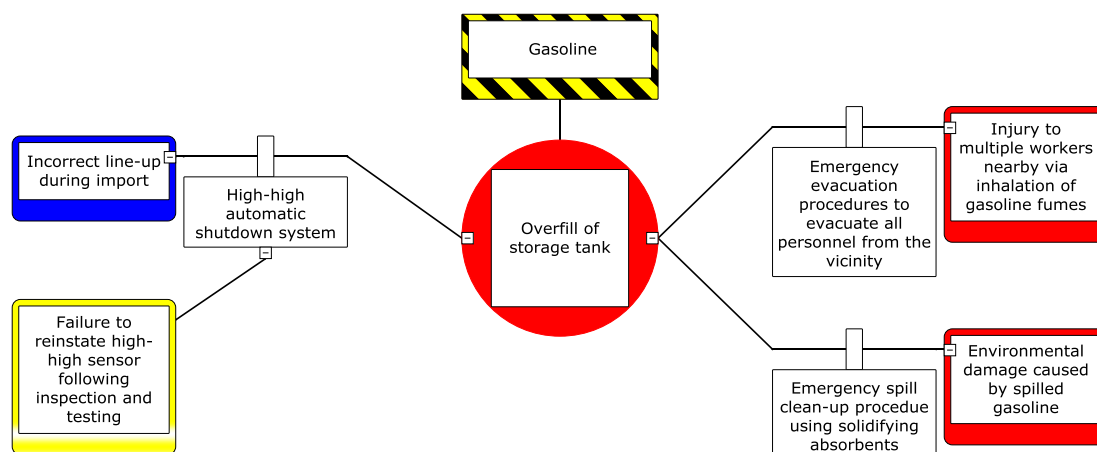 Gasoline
Incorrect line-up
during import
High-high
automatic
shutdown system
Failure to
reinstate high-
high sensor
following
inspection and
testing
Overfill of
storage tank
Emergency
evacuation
procedures to
evacuate all
personnel from the
vicinity
Injury to
multiple workers
nearby via
inhalation of
gasoline fumes
Emergency spill
clean-up procedue
using solidifying
absorbents
Environmental
damage caused
by spilled
gasoline